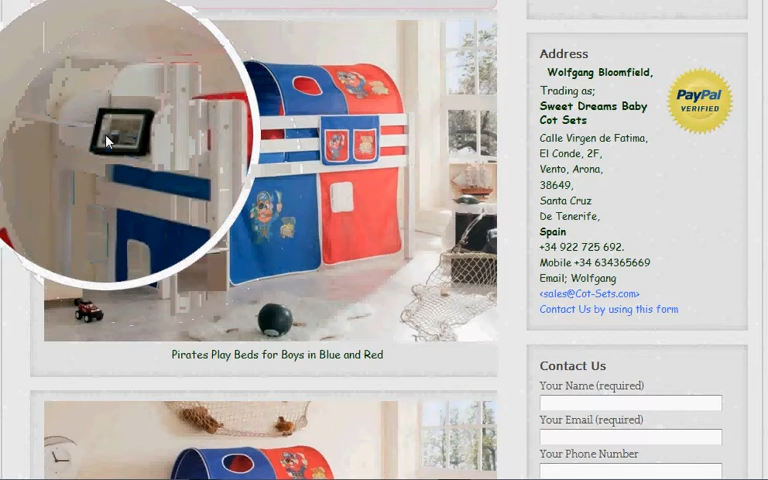 Pirates Play Beds for Boys in Blue and Red
Address
Wolfgang Bloomfield,
Trading as;
Sweet Dreams Baby
Cot Sets
Calle Virgen de Fatima,
El Conde, 2F,
Vento, Arona,
38649,
Santa Cruz
De Tenerife,
Spain
+34 922 725 692.
Mobile +34 634365669
Email; Wolfgang
<sales@Cot-Sets.com>
Contact Us by using this form
PayPal
VERIFIED
Contact Us
Your Name (required)
Your Email (required)
Your Phone Number